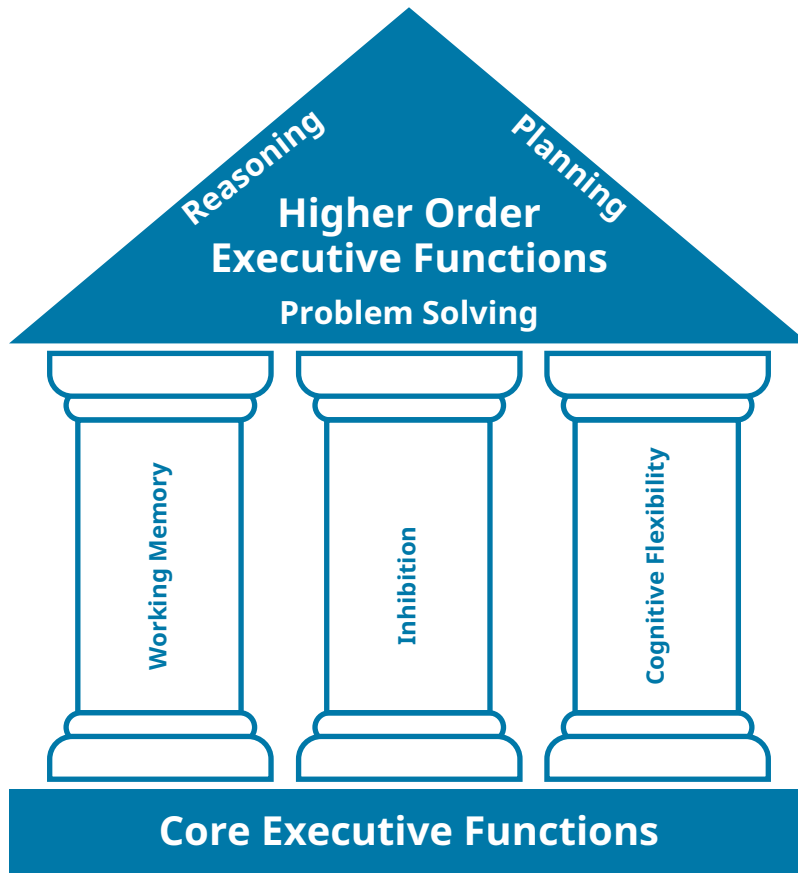 Reasoning
Planning
Higher Order
Executive Functions
Problem Solving
Working Memory
Inhibition
Cognitive Flexibility
Core Executive Functions